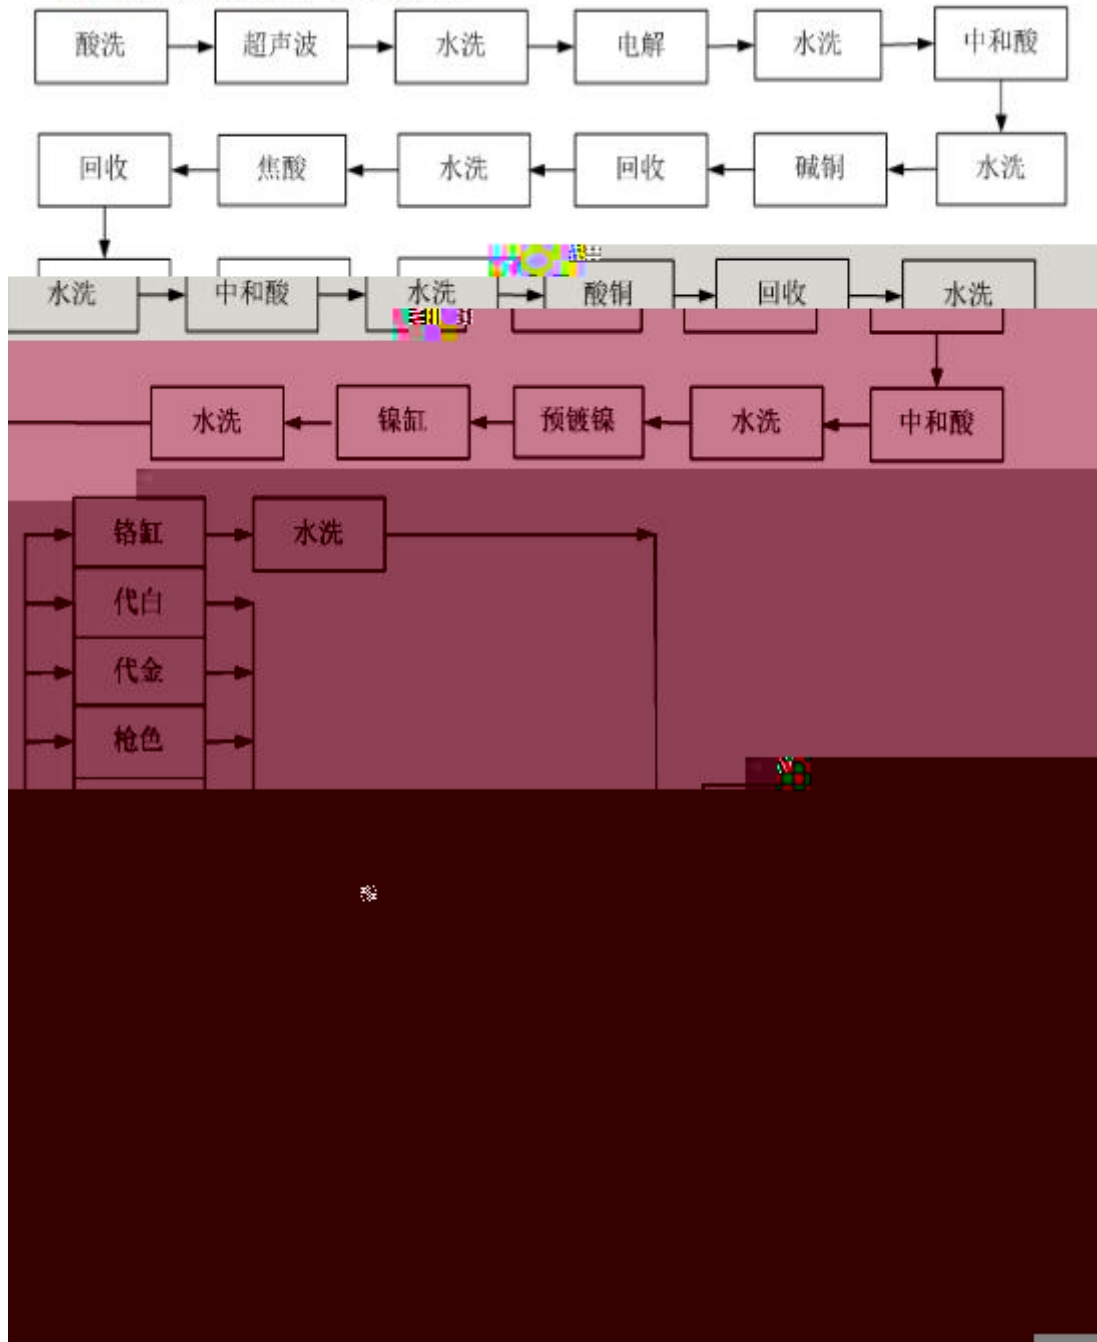 酸洗 超声波 水洗 电解 水洗 中和酸
回收 焦酸 水洗 回收 碱铜 水洗
水洗 中和酸 水洗 酸铜 回收 水洗
水洗 镍缸 预镀镍 水洗 中和酸
铬缸 水洗
代白
代金
枪色